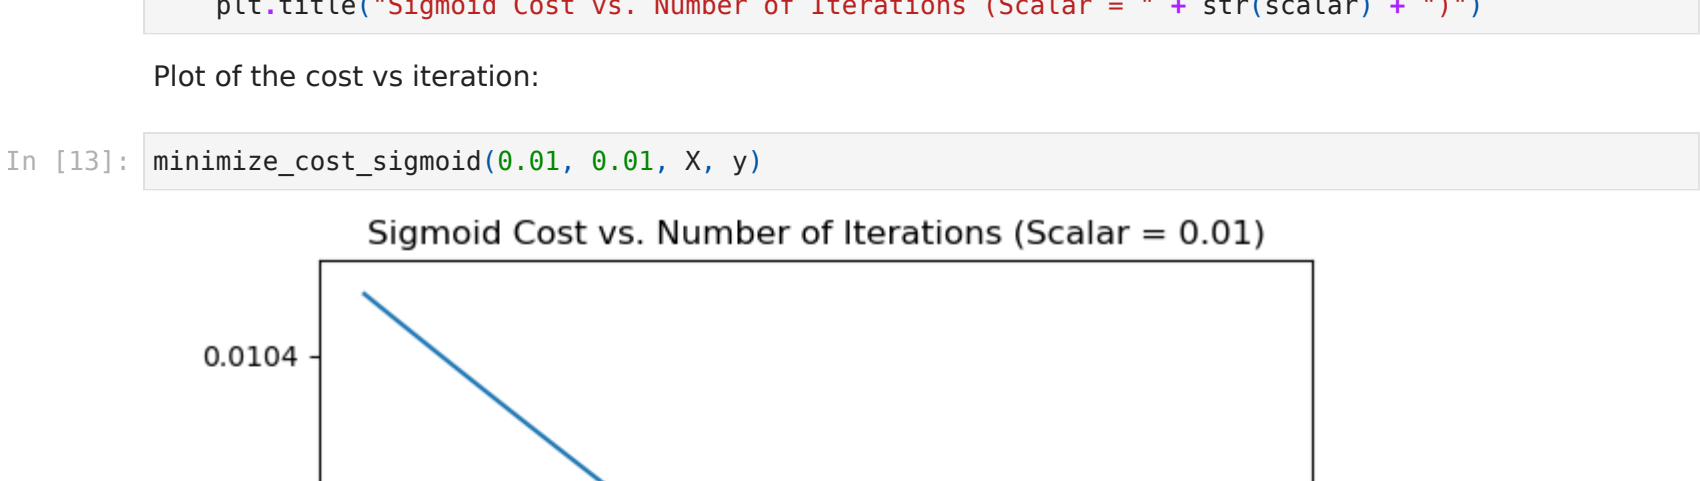 plt.title("Sigmoid Cost vs. Number of Iterations (Scalar = " + str(scalar) + ")")
Plot of the cost vs iteration:
In [13]: minimize_cost_sigmoid(0.01, 0.01, X, y)
Sigmoid Cost vs. Number of Iterations (Scalar = 0.01)
0.0104